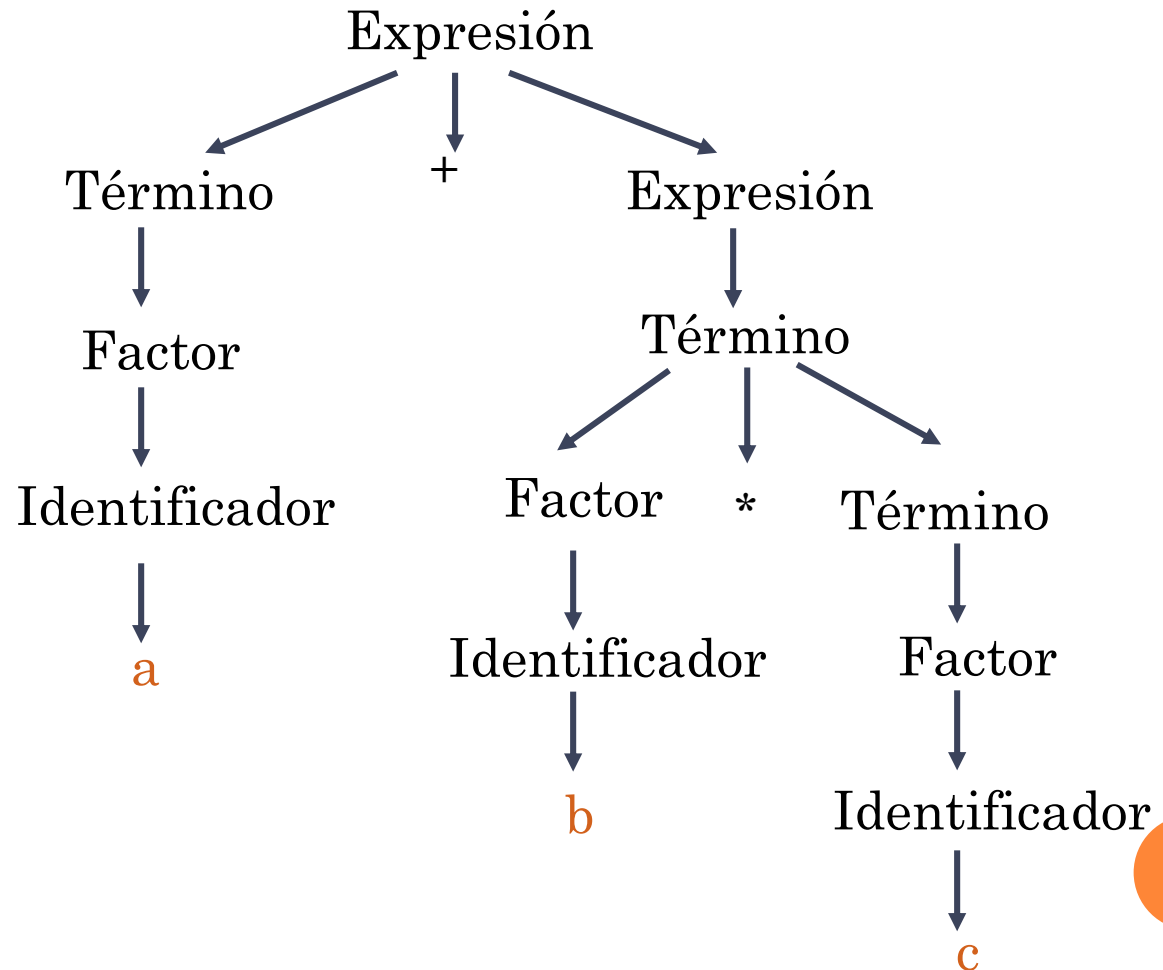 Expresión
Término + Expresión
Factor Término
Identificador Factor * Término
a Identificador Factor
b Identificador
c